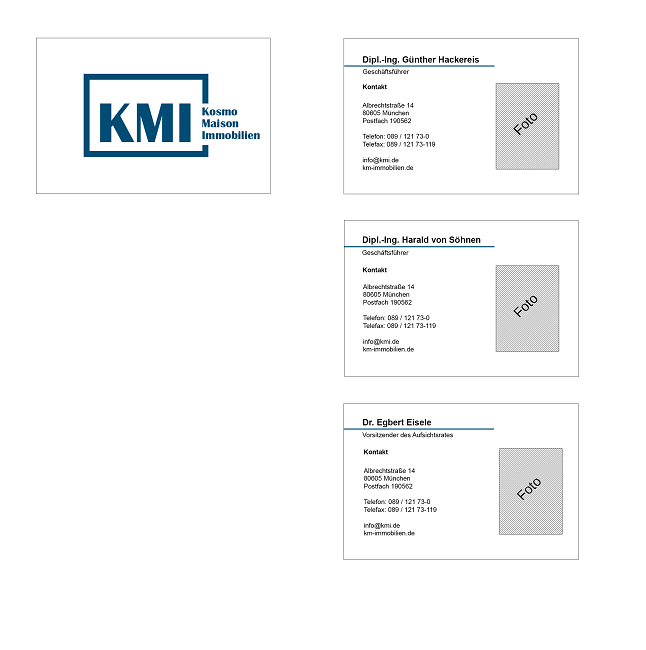 KMI
Kosmo
Maison
Immobilien
Dipl.-Ing. Günther Hackereis
Geschäftsführer
Kontakt
Albrechtstraße 14
80605 München
Postfach 190562
Telefon: 089 / 121 73-0
Telefax: 089 / 121 73-119
info@kmi.de
km-immobilien.de
Foto
Dipl.-Ing. Harald von Söhnen
Geschäftsführer
Kontakt
Albrechtstraße 14
80605 München
Postfach 190562
Telefon: 089 / 121 73-0
Telefax: 089 / 121 73-119
info@kmi.de
km-immobilien.de
Foto
Dr. Egbert Eisele
Vorsitzender des Aufsichtsrates
Kontakt
Albrechtstraße 14
80605 München
Postfach 190562
Telefon: 089 / 121 73-0
Telefax: 089 / 121 73-119
info@kmi.de
km-immobilien.de
Foto